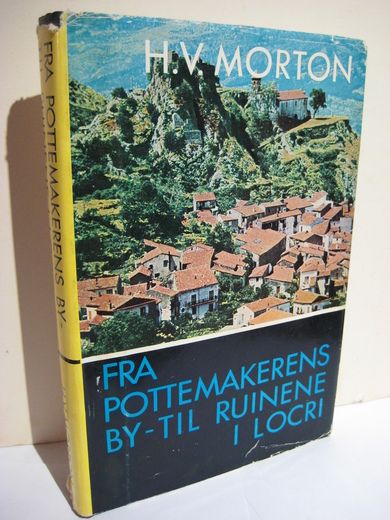 H.V. MORTON
FRA
POTTEMAKERENS
BY-TIL RUINENE
I LOCRI
FRA POTTEMAKERENS BY-